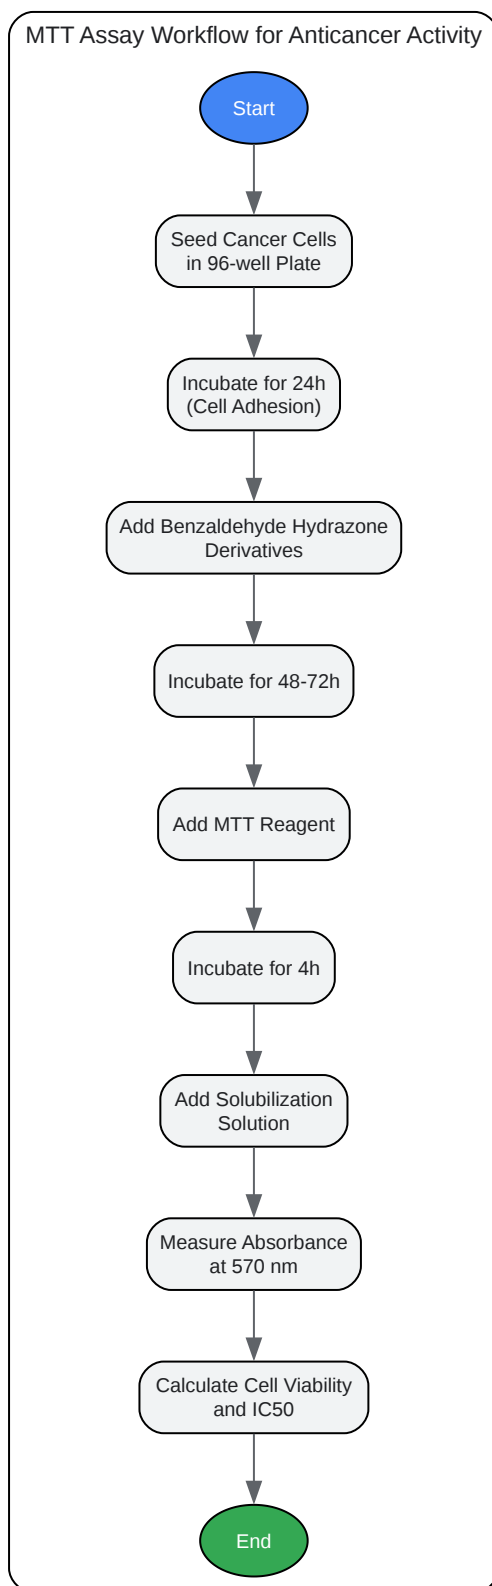 MTT Assay Workflow for Anticancer Activity
Start
Seed Cancer Cells
in 96-well Plate
Incubate for 24h
(Cell Adhesion)
Add Benzaldehyde Hydrazone
Derivatives
Incubate for 48-72h
Add MTT Reagent
Incubate for 4h
Add Solubilization
Solution
Measure Absorbance
at 570 nm
Calculate Cell Viability
and IC50
End